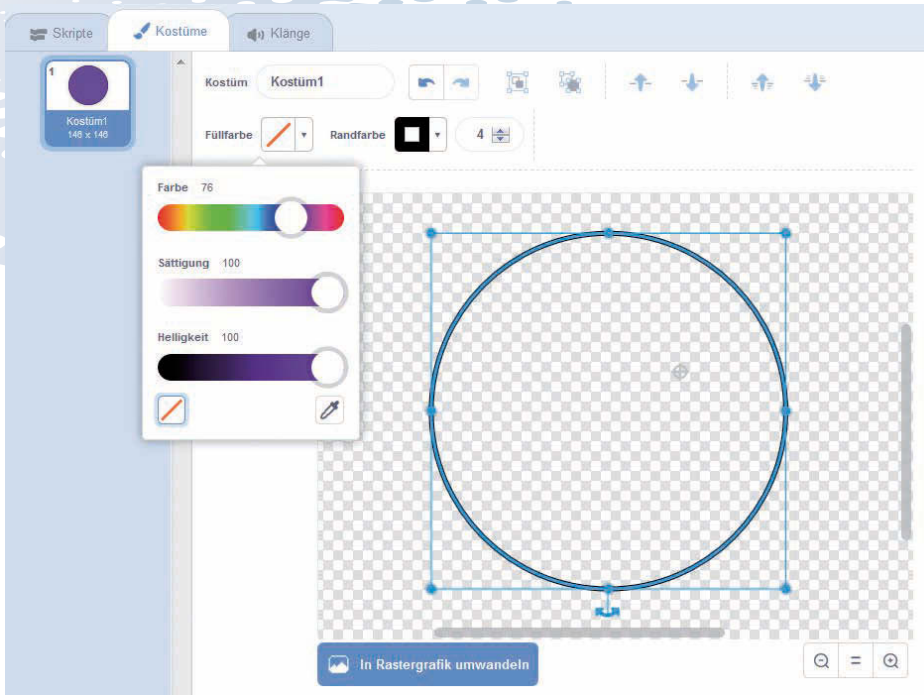 Skripte
Kostüme
Klänge
1
Kostüm1
146 x 146
Kostüm Kostüm1
Füllfarbe
Randfarbe
4
Farbe 76
Sättigung 100
Helligkeit 100
In Rastergrafik umwandeln